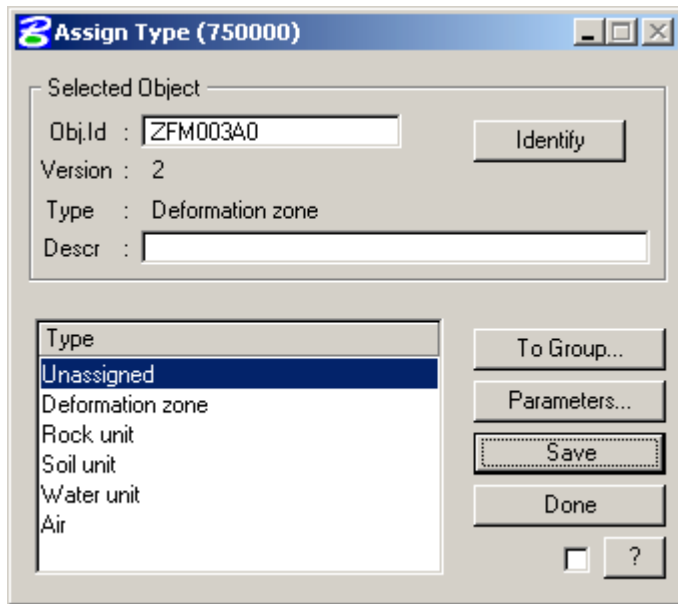 Assign Type (750000)
Selected Object
Obj.Id : ZFM003A0
Identify
Version : 2
Type : Deformation zone
Descr :
Type
Unassigned
Deformation zone
Rock unit
Soil unit
Water unit
Air
To Group...
Parameters...
Save
Done
?